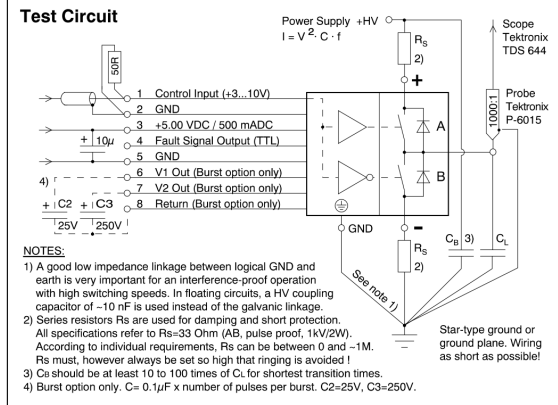 Test Circuit
Power Supply +HV
I = V 2· C · f
Scope
Tektronix
TDS 644
RS
2)
50R
+
Probe
Tektronix
P-6015
1000:1
1 Control Input (+3...10V)
2 GND
3 +5.00 VDC / 500 mADC
+ 10µ
4 Fault Signal Output (TTL)
5 GND
6 V1 Out (Burst option only)
4)
7 V2 Out (Burst option only)
+ C2 + C3
8 Return (Burst option only)
25V 250V
A
B
GND
−
RS
2)
CB 3)
CL
See note 1)
Star-type ground or
ground plane. Wiring
as short as possible!
NOTES:
1) A good low impedance linkage between logical GND and
earth is very important for an interference-proof operation
with high switching speeds. In floating circuits, a HV coupling
capacitor of ~10 nF is used instead of the galvanic linkage.
2) Series resistors Rs are used for damping and short protection.
All specifications refer to Rs=33 Ohm (AB, pulse proof, 1kV/2W).
According to individual requirements, Rs can be between 0 and ~1M.
Rs must, however always be set so high that ringing is avoided !
3) CB should be at least 10 to 100 times of CL for shortest transition times.
4) Burst option only. C= 0.1µF x number of pulses per burst. C2=25V, C3=250V.